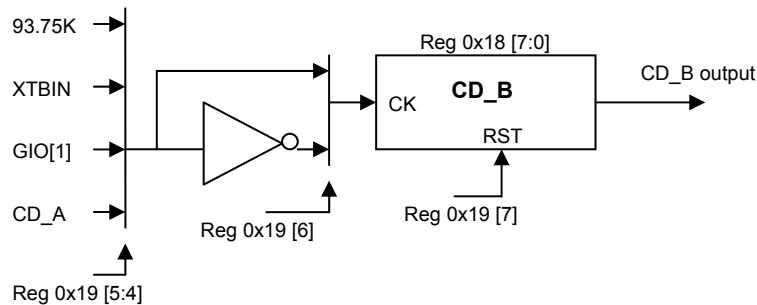 93.75K
XTBIN
GIO[1]
CD_A
Reg 0x19 [5:4]
Reg 0x19 [6]
Reg 0x18 [7:0]
CD_B
CK
RST
Reg 0x19 [7]
CD_B output